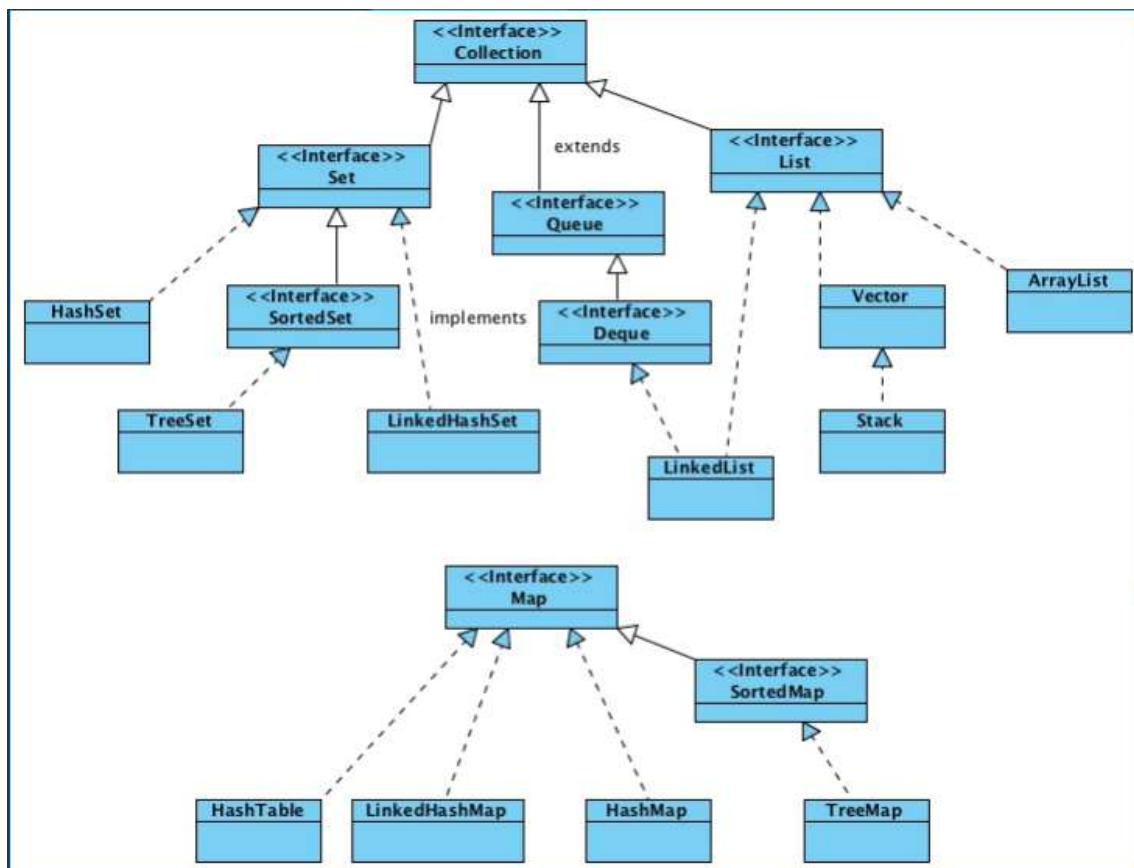 <<Interface>>
Collection
<<Interface>>
Set
extends
<<Interface>>
List
<<Interface>>
Queue
HashSet
<<Interface>>
SortedSet
implements
<<Interface>>
Deque
Vector
ArrayList
TreeSet
LinkedHashSet
LinkedList
Stack
<<Interface>>
Map
<<Interface>>
SortedMap
HashTable
LinkedHashMap
HashMap
TreeMap